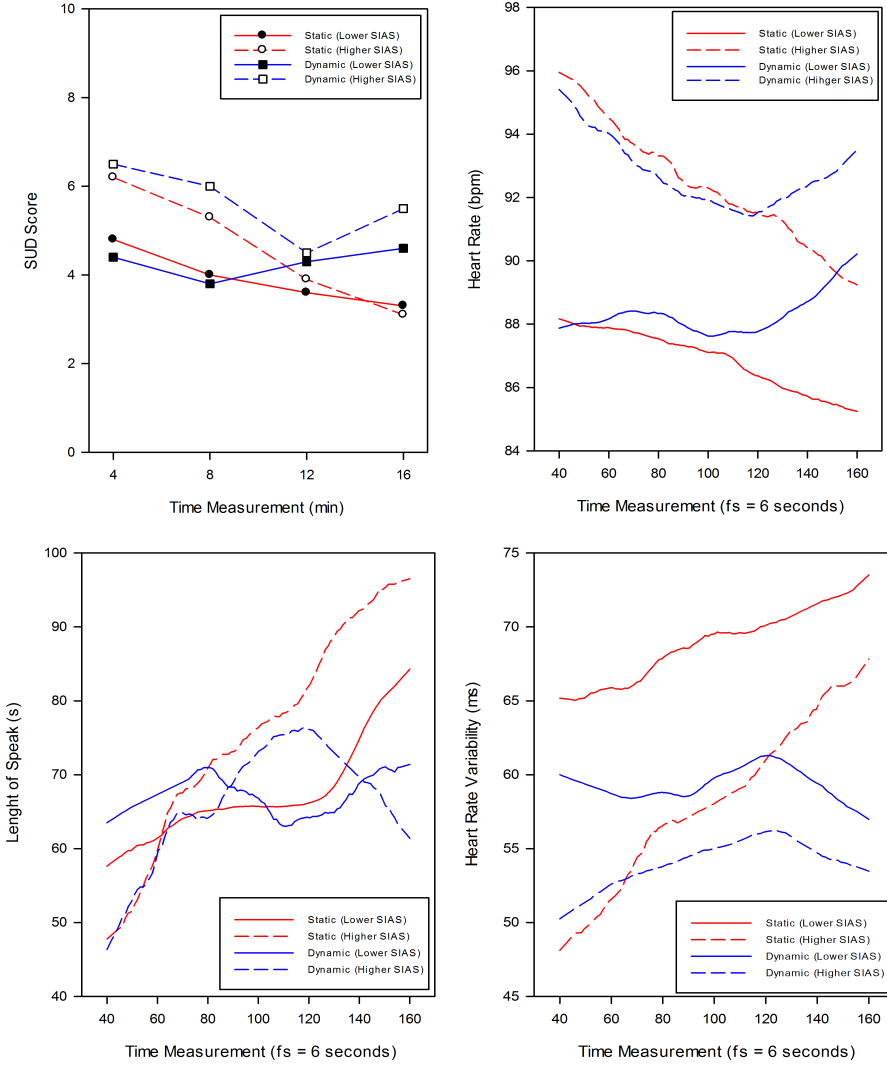 10
8
6
4
2
0
SUD Score
Static (Lower SIAS)
Static (Higher SIAS)
Dynamic (Lower SIAS)
Dynamic (Higher SIAS)
4 8 12 16
Time Measurement (min)
98
96
94
92
90
88
86
84
Heart Rate (bpm)
Static (Lower SIAS)
Static (Higher SIAS)
Dynamic (Lower SIAS)
Dynamic (Hihger SIAS)
40 60 80 100 120 140 160
Time Measurement (fs = 6 seconds)
100
90
80
70
60
50
40
Lenght of Speak (s)
Static (Lower SIAS)
Static (Higher SIAS)
Dynamic (Lower SIAS)
Dynamic (Higher SIAS)
40 60 80 100 120 140 160
Time Measurement (fs = 6 seconds)
75
70
65
60
55
50
45
Heart Rate Variability (ms)
Static (Lower SIAS)
Static (Higher SIAS)
Dynamic (Lower SIAS)
Dynamic (Higher SIAS)
40 60 80 100 120 140 160
Time Measurement (fs = 6 seconds)